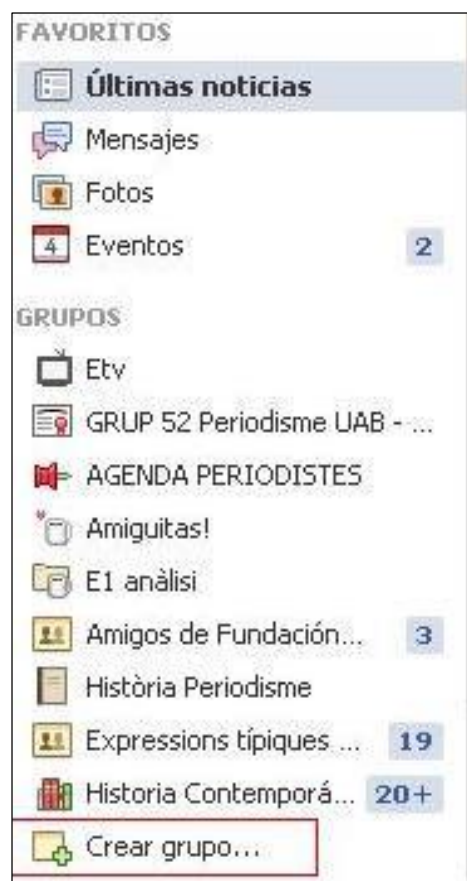 FAVORITOS
Últimas noticias
Mensajes
Fotos
4 Eventos 2
GRUPOS
Etv
GRUP 52 Periodisme UAB - ...
AGENDA PERIODISTES
Amiguitas!
E1 anàlisi
Amigos de Fundación... 3
Història Periodisme
Expressions típiques ... 19
Historia Contemporá... 20+
Crear grupo...